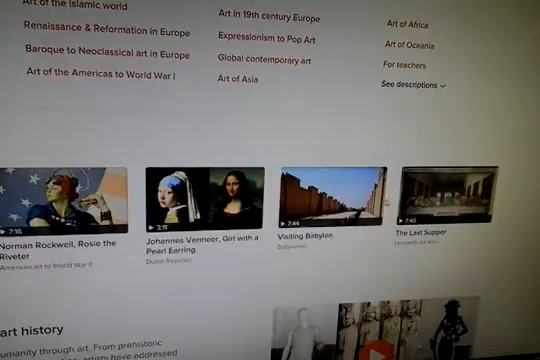 Art of the Islamic world
Renaissance & Reformation in Europe
Baroque to Neoclassical art in Europe
Art of the Americas to World War I
Art in 19th century Europe
Expressionism to Pop Art
Global contemporary art
Art of Asia
Art of Africa
Art of Oceania
For teachers
See descriptions
7:16
Norman Rockwell, Rosie the
Riveter
American art to World War II
3:11
Johannes Vermeer, Girl with a
Pearl Earring
Dutch Republic
7:44
Visiting Babylon
Babylonian
7:40
The Last Supper
Leonardo da Vinci
art history
umanity through art. From prehistoric
artists have addressed